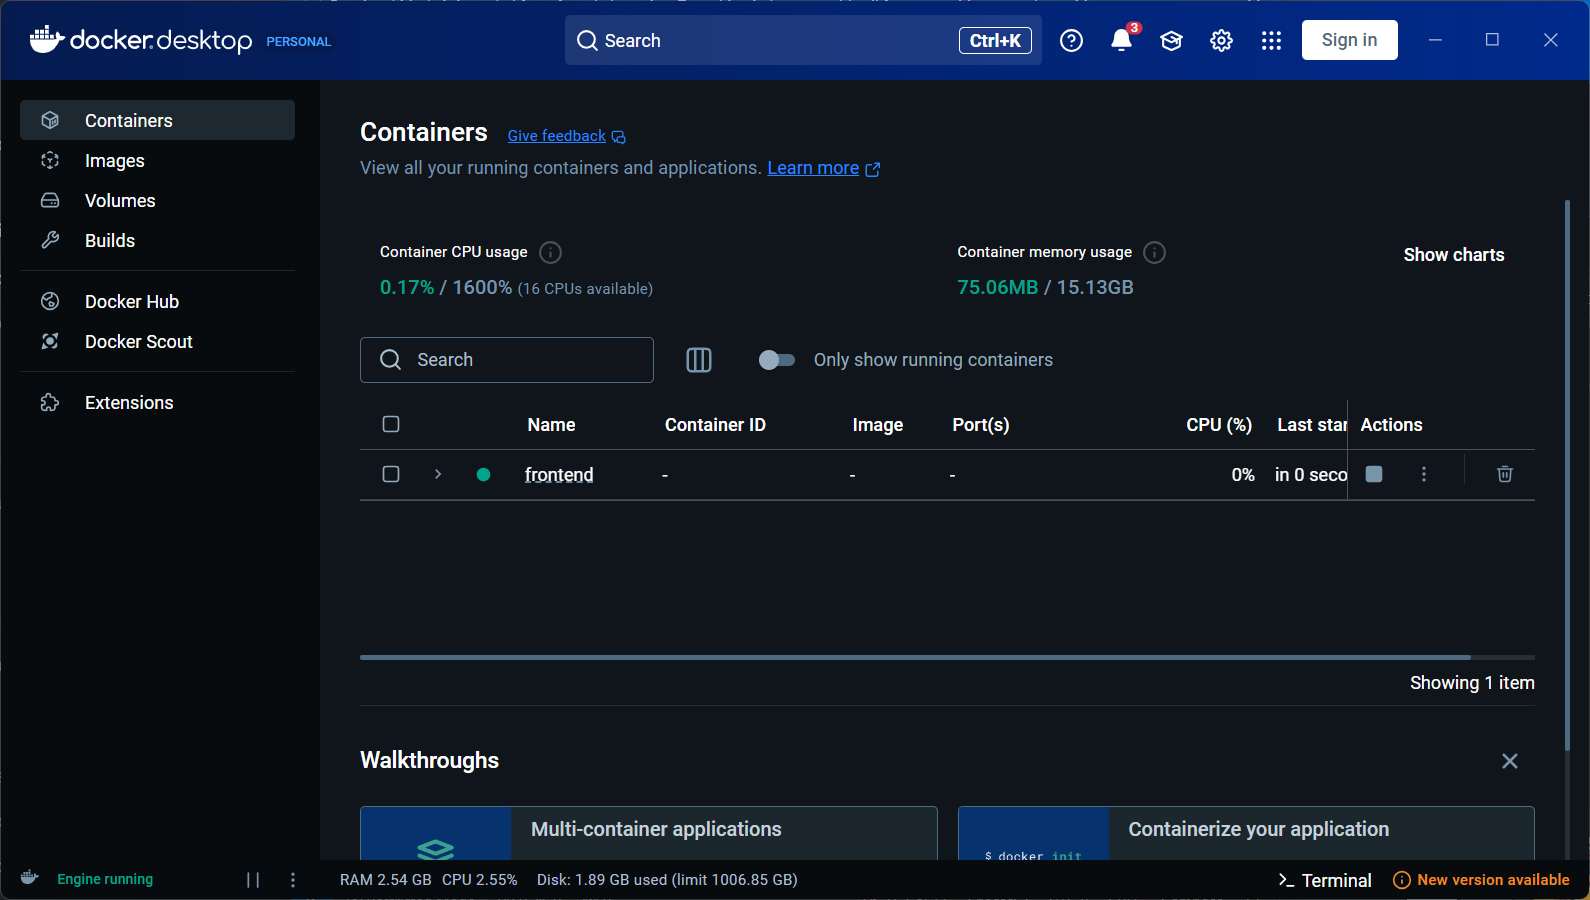 docker.desktop PERSONAL
Search
Ctrl+K
3
Sign in
Containers
Images
Volumes
Builds
Docker Hub
Docker Scout
Extensions
Containers Give feedback
View all your running containers and applications. Learn more
Container CPU usage
0.17% / 1600% (16 CPUs available)
Container memory usage
75.06MB / 15.13GB
Show charts
Search
Only show running containers
Name Container ID Image Port(s) CPU (%) Last star Actions
frontend - - - 0% in 0 seco
Showing 1 item
Walkthroughs
Multi-container applications
Containerize your application
$ docker init
Engine running
RAM 2.54 GB CPU 2.55% Disk: 1.89 GB used (limit 1006.85 GB)
>_ Terminal
New version available